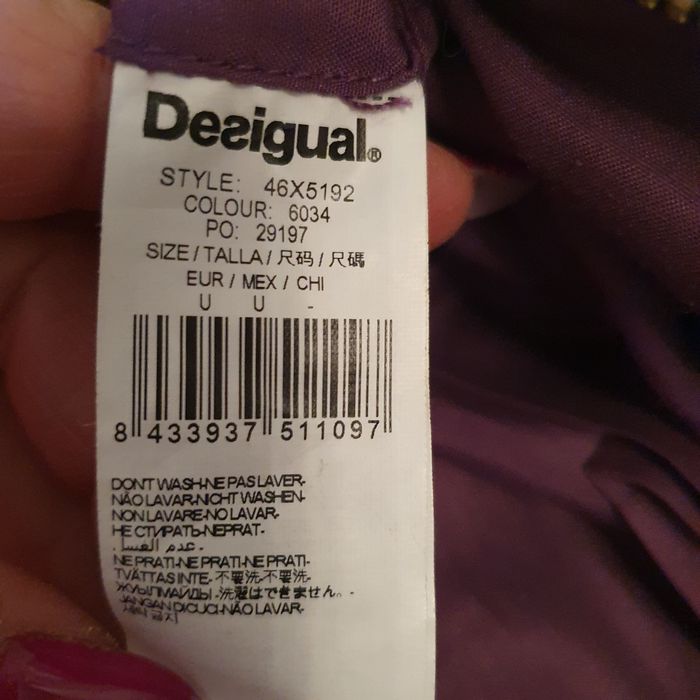 Desigual®
STYLE: 46X5192
COLOUR: 6034
PO: 29197
SIZE / TALLA / 尺码 / 尺碼
EUR / MEX / CHI
U U -
8 433937 511097
DON'T WASH-NE PAS LAVER-
NÃO LAVAR-NICHT WASHEN-
NON LAVARE-NO LAVAR-
НЕ СТИРАТЬ-NEPRAT-
عدم الغسل-
NE PRATI-NE PRATI-NE PRATI-
TVÄTTAS INTE-不要洗-不要洗-
洗濯はできません。-
JANGAN DICUCI-NÃO LAVAR-